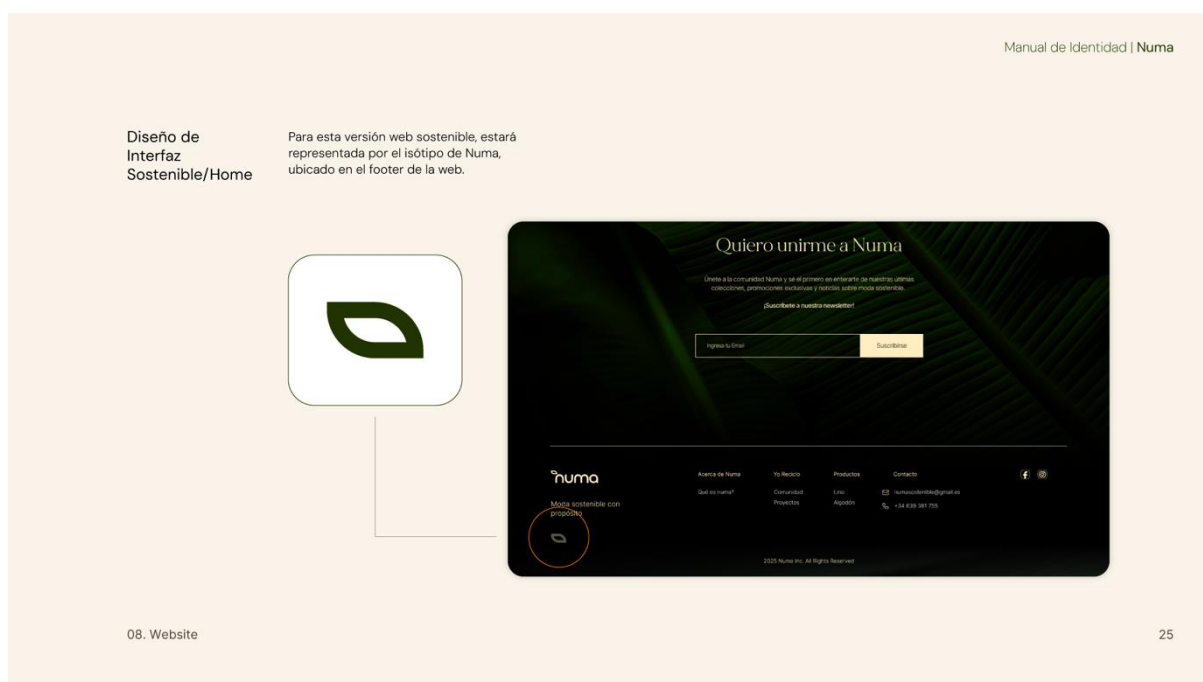 Manual de Identidad | Numa
Diseño de
Interfaz
Sostenible/Home
Para esta versión web sostenible, estará
representada por el isótipo de Numa,
ubicado en el footer de la web.
Quiero unirme a Numa
Únete a la comunidad Numa y sé el primero en enterarte de nuestras últimas
colecciones, promociones exclusivas y noticias sobre moda sostenible.
¡Suscríbete a nuestra newsletter!
Ingresa tu Email
Suscribirse
numa
Moda sostenible con
propósito
Acerca de Numa
Qué es numa?
Yo Reciclo
Comunidad
Proyectos
Productos
Lino
Algodón
Contacto
+34 638 381 755
2025 Numa Inc. All Rights Reserved
08. Website
25